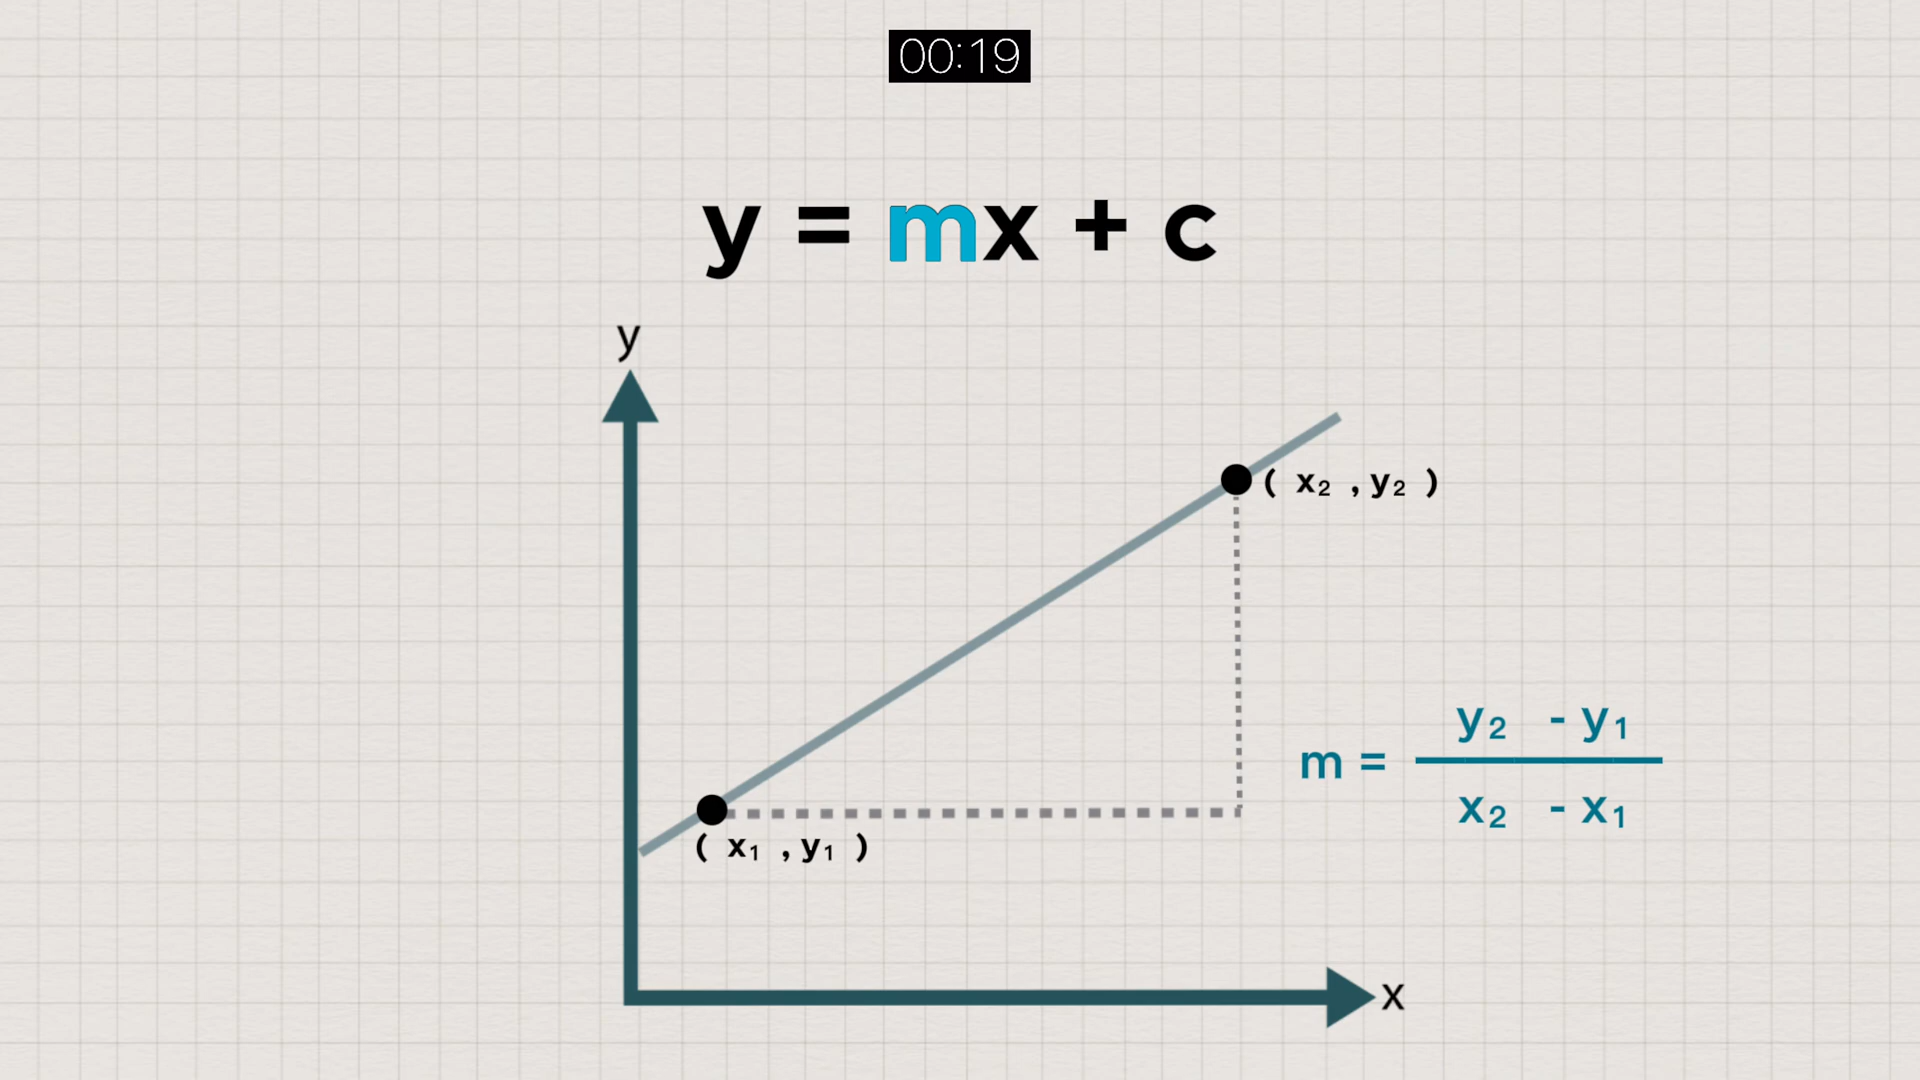 00:19
y = mx + c
y
( x₂ , y₂ )
m = y₂ - y₁
x₂ - x₁
( x₁ , y₁ )
x